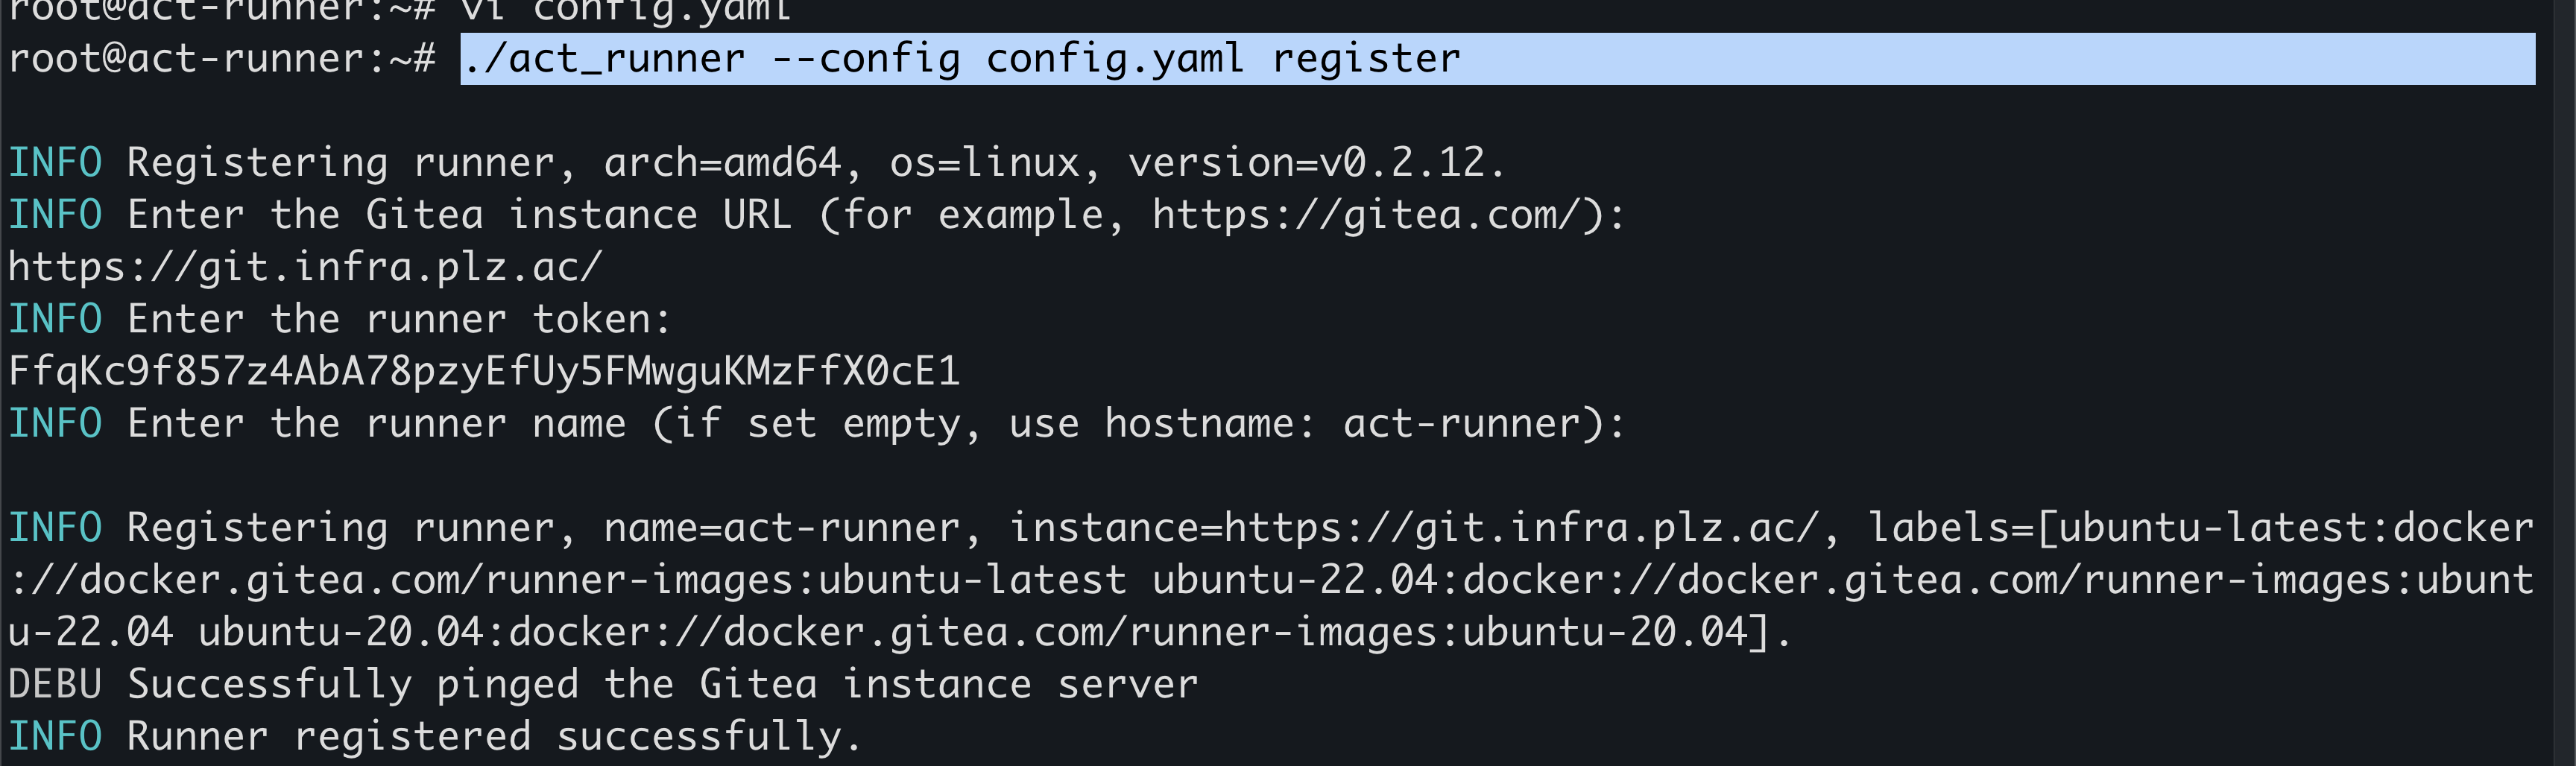 root@act-runner:~# vi config.yaml
root@act-runner:~# ./act_runner --config config.yaml register
INFO Registering runner, arch=amd64, os=linux, version=v0.2.12.
INFO Enter the Gitea instance URL (for example, https://gitea.com/):
https://git.infra.plz.ac/
INFO Enter the runner token:
FfqKc9f857z4AbA78pzyEfUy5FMwguKMzFfX0cE1
INFO Enter the runner name (if set empty, use hostname: act-runner):
INFO Registering runner, name=act-runner, instance=https://git.infra.plz.ac/, labels=[ubuntu-latest:docker
://docker.gitea.com/runner-images:ubuntu-latest ubuntu-22.04:docker://docker.gitea.com/runner-images:ubunt
u-22.04 ubuntu-20.04:docker://docker.gitea.com/runner-images:ubuntu-20.04].
DEBU Successfully pinged the Gitea instance server
INFO Runner registered successfully.